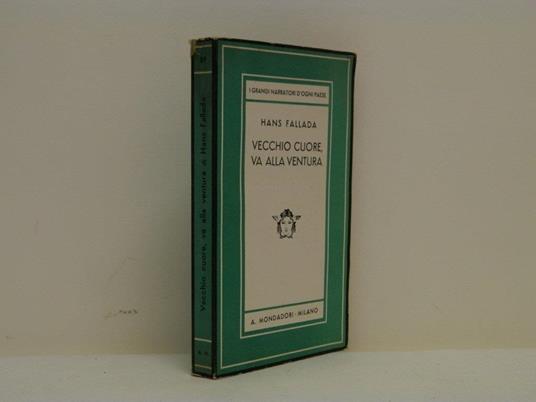 I GRANDI NARRATORI D'OGNI PAESE
HANS FALLADA
VECCHIO CUORE,
VA ALLA VENTURA
A. MONDADORI · MILANO
Vecchio cuore, va alla ventura di Hans Fallada